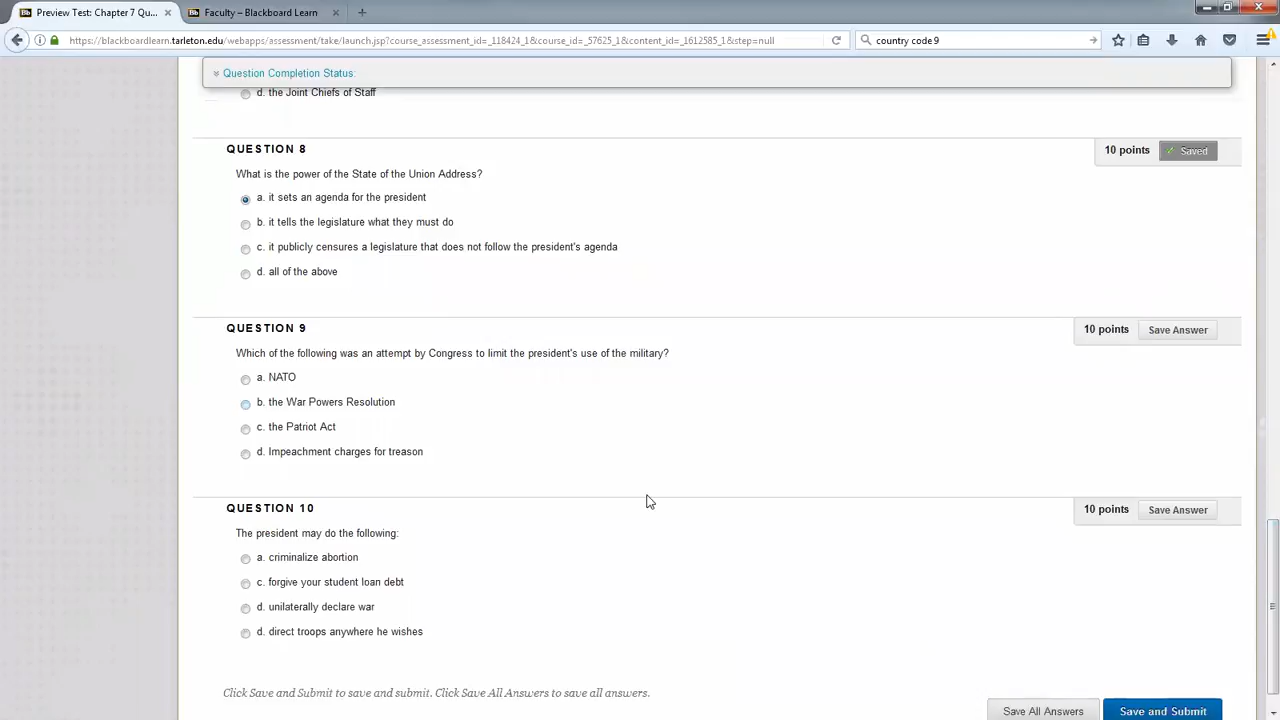 Preview Test: Chapter 7 Qu...
Faculty – Blackboard Learn
https://blackboardlearn.tarleton.edu/webapps/assessment/take/launch.jsp?course_assessment_id=_118424_1&course_id=_57625_1&content_id=_1612585_1&step=null
country code 9
Question Completion Status:
d. the Joint Chiefs of Staff
QUESTION 8
10 points
Saved
What is the power of the State of the Union Address?
a. it sets an agenda for the president
b. it tells the legislature what they must do
c. it publicly censures a legislature that does not follow the president's agenda
d. all of the above
QUESTION 9
10 points
Save Answer
Which of the following was an attempt by Congress to limit the president's use of the military?
a. NATO
b. the War Powers Resolution
c. the Patriot Act
d. Impeachment charges for treason
QUESTION 10
10 points
Save Answer
The president may do the following:
a. criminalize abortion
c. forgive your student loan debt
d. unilaterally declare war
d. direct troops anywhere he wishes
Click Save and Submit to save and submit. Click Save All Answers to save all answers.
Save All Answers
Save and Submit